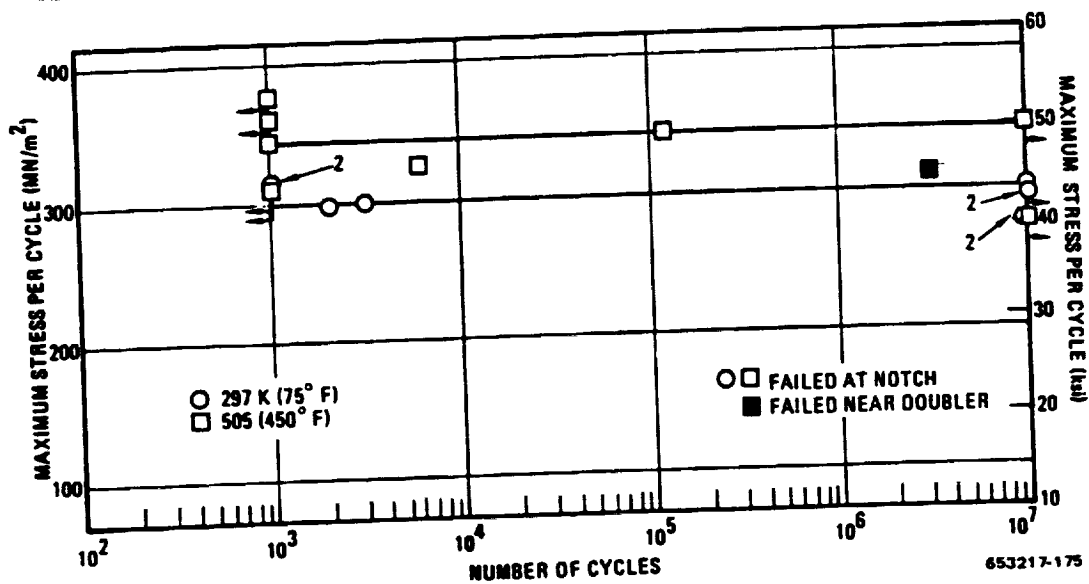 60
400
50
2
300
2
40
2
200
30
○ 297 K (75° F)
□ 505 (450° F)
○□ FAILED AT NOTCH
■ FAILED NEAR DOUBLER
20
100
10
10²
10³
10⁴
10⁵
10⁶
10⁷
MAXIMUM STRESS PER CYCLE (MN/m²)
MAXIMUM STRESS PER CYCLE (ksi)
NUMBER OF CYCLES
653217-175